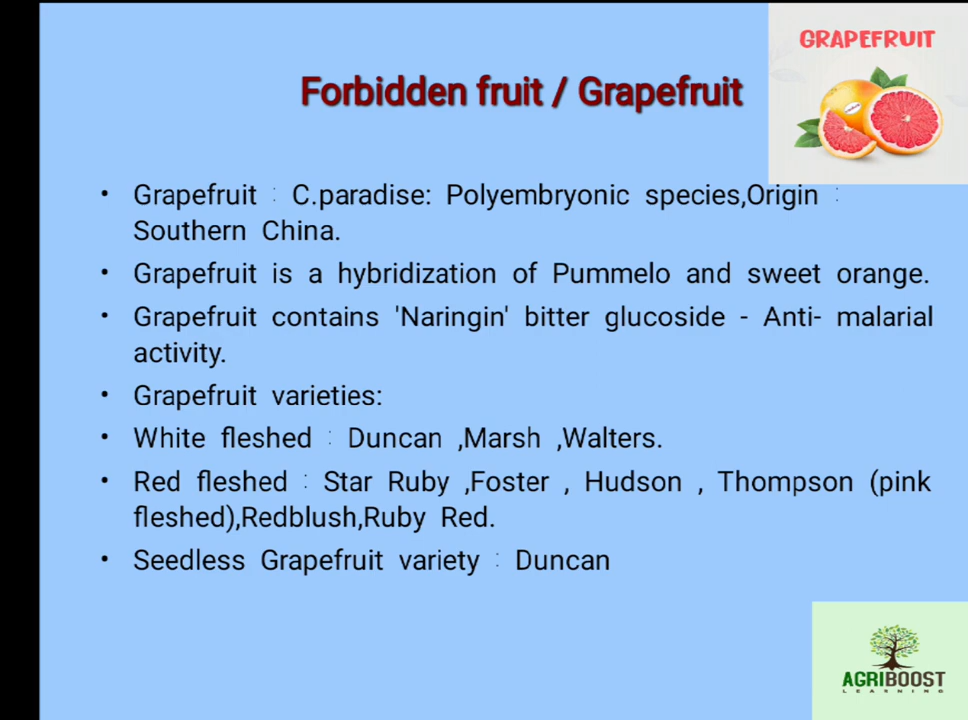 GRAPEFRUIT
Forbidden fruit / Grapefruit
• Grapefruit : C.paradise: Polyembryonic species,Origin :
Southern China.
• Grapefruit is a hybridization of Pummelo and sweet orange.
• Grapefruit contains 'Naringin' bitter glucoside - Anti- malarial
activity.
• Grapefruit varieties:
• White fleshed : Duncan ,Marsh ,Walters.
• Red fleshed : Star Ruby ,Foster , Hudson , Thompson (pink
fleshed),Redblush,Ruby Red.
• Seedless Grapefruit variety : Duncan
AGRIBOOST
LEARNING